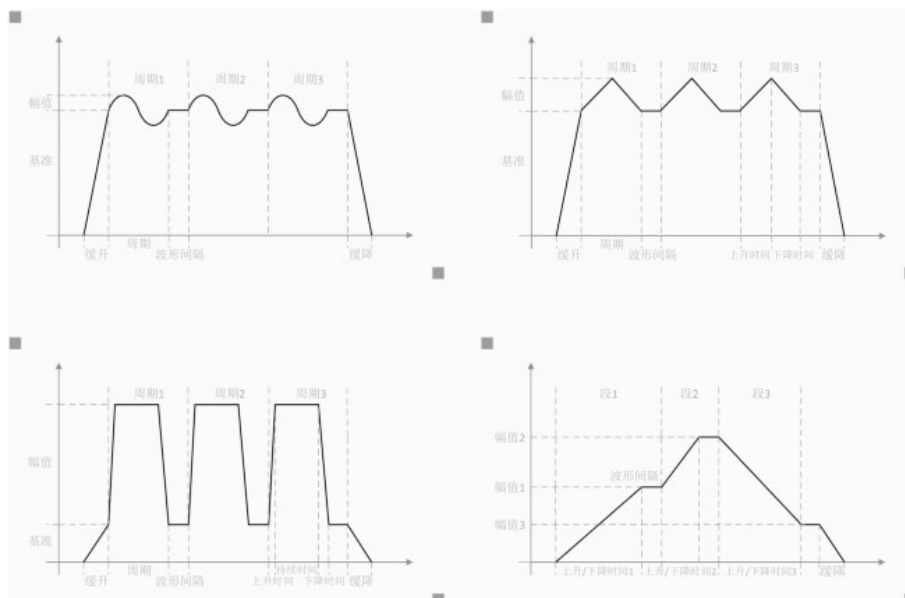 周期1 周期2 周期3
幅值
基准
周期
缓升 波形间隔 缓降
周期1 周期2 周期3
幅值
基准
周期
缓升 波形间隔 上升时间 下降时间 缓降
周期1 周期2 周期3
幅值
基准
周期 持续时间
缓升 波形间隔 上升时间 下降时间 缓降
段1 段2 段3
幅值2
波形间隔
幅值1
幅值3
上升/下降时间1 上升/下降时间2 上升/下降时间3 缓降